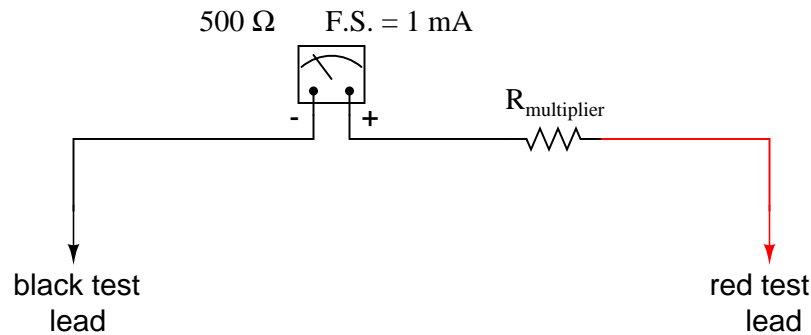 500 Ω F.S. = 1 mA
- +
Rmultiplier
black test
lead
red test
lead